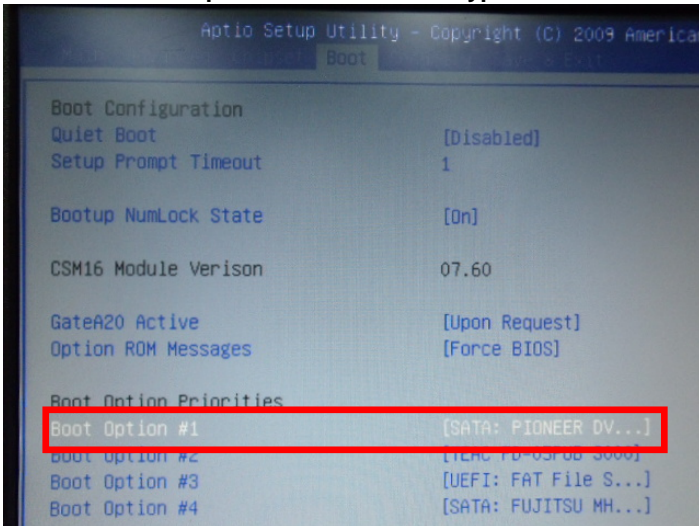 Aptio Setup Utility - Copyright (C) 2009 America
Boot
Boot Configuration
Quiet Boot [Disabled]
Setup Prompt Timeout 1
Bootup NumLock State [On]
CSM16 Module Verison 07.60
GateA20 Active [Upon Request]
Option ROM Messages [Force BIOS]
Boot Option Priorities
Boot Option #1 [SATA: PIONEER DV...]
Boot Option #2
Boot Option #3 [UEFI: FAT File S...]
Boot Option #4 [SATA: FUJITSU MH...]